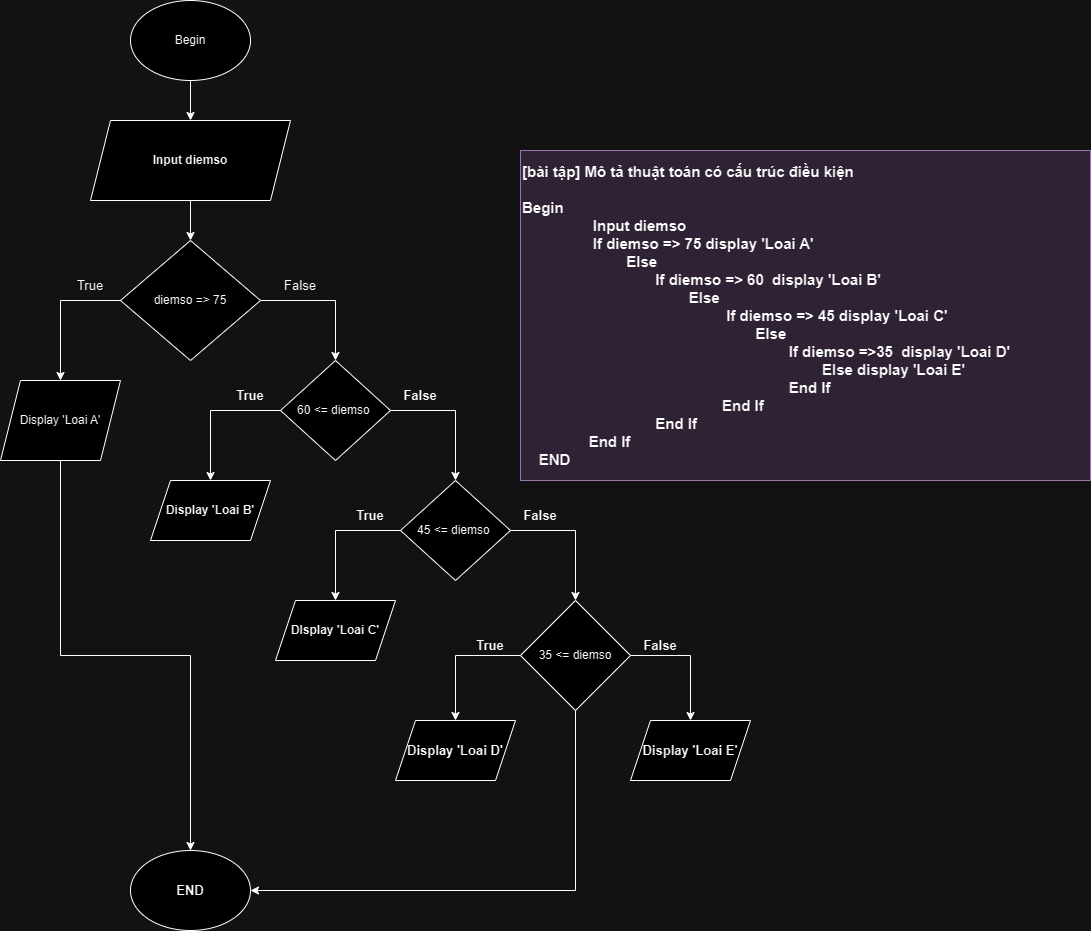 Begin
Input diemso
diemso => 75
True
False
Display 'Loai A'
60 <= diemso
True
False
Display 'Loai B'
45 <= diemso
True
False
DIsplay 'Loai C'
35 <= diemso
True
False
Display 'Loai D'
Display 'Loai E'
END
[bài tập] Mô tả thuật toán có cấu trúc điều kiện
Begin
Input diemso
If diemso => 75 display 'Loai A'
Else
If diemso => 60  display 'Loai B'
Else
If diemso => 45 display 'Loai C'
Else
If diemso =>35  display 'Loai D'
Else display 'Loai E'
End If
End If
End If
End If
END